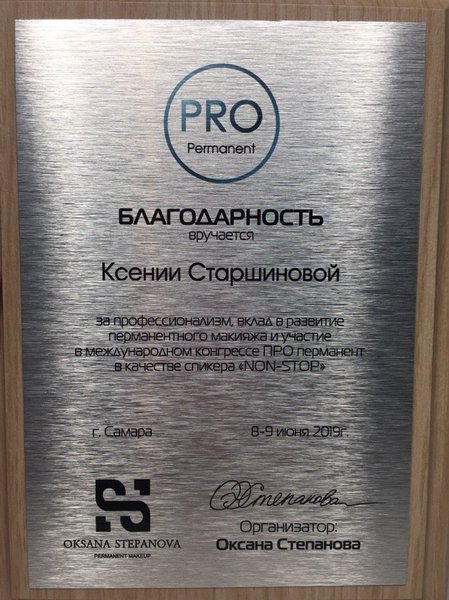 PRO
Permanent
БЛАГОДАРНОСТЬ
вручается
Ксении Старшиновой
за профессионализм, вклад в развитие
перманентного макияжа и участие
в международном конгрессе ПРО перманент
в качестве спикера «NON-STOP»
г. Самара 8-9 июня 2019г.
OKSANA STEPANOVA
PERMANENT MAKEUP
Степанова
Организатор:
Оксана Степанова